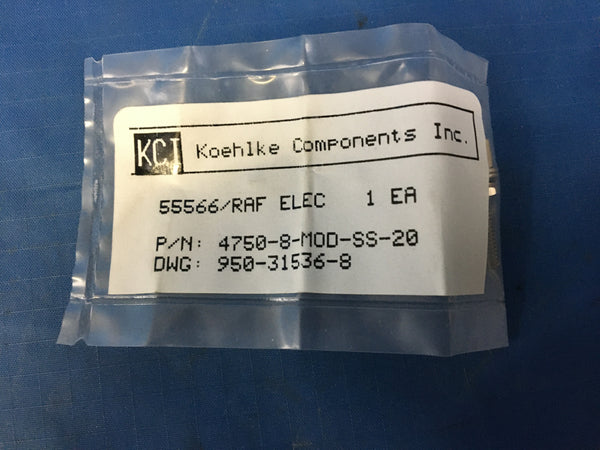 KCI Koehlke Components Inc.
55566/RAF ELEC 1 EA
P/N: 4750-8-MOD-SS-20
DWG: 950-31536-8